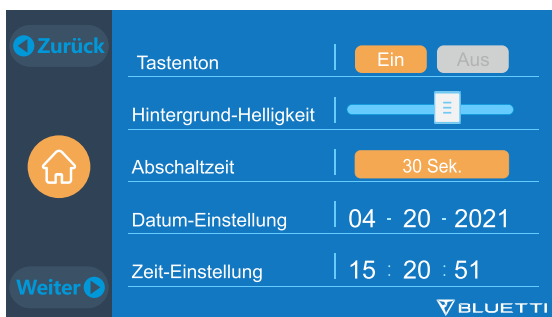 Zurück
Tastenton Ein Aus
Hintergrund-Helligkeit
Abschaltzeit 30 Sek.
Datum-Einstellung 04 - 20 - 2021
Zeit-Einstellung 15 : 20 : 51
Weiter
BLUETTI